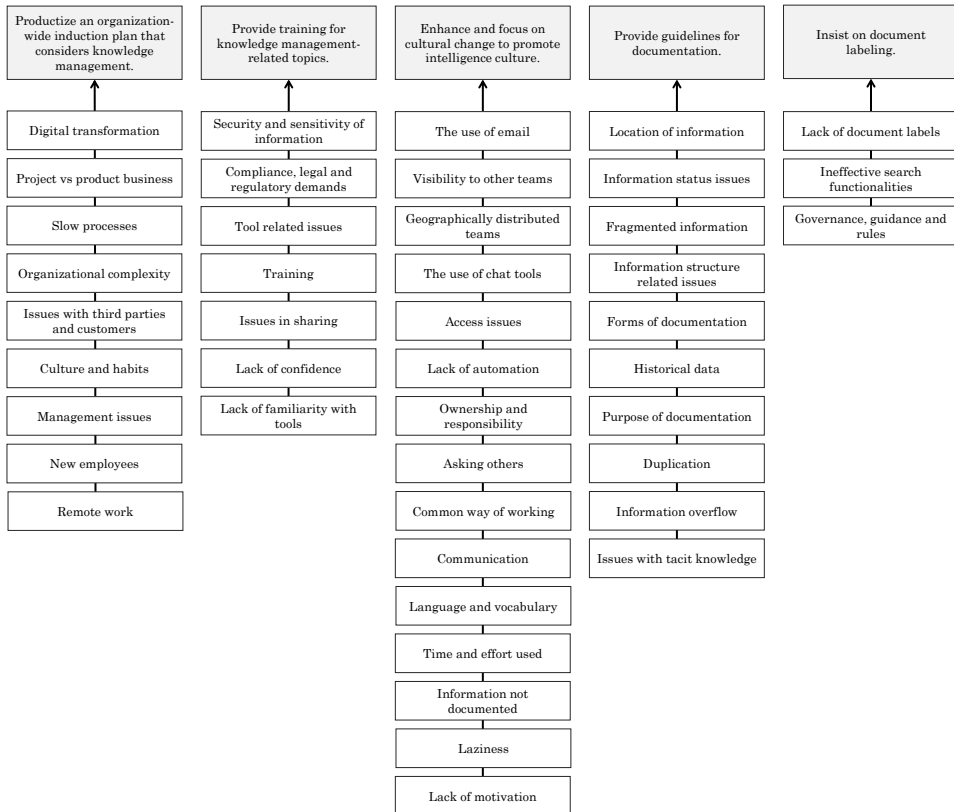 Productize an organization-
wide induction plan that
considers knowledge
management.
Digital transformation
Project vs product business
Slow processes
Organizational complexity
Issues with third parties
and customers
Culture and habits
Management issues
New employees
Remote work
Provide training for
knowledge management-
related topics.
Security and sensitivity of
information
Compliance, legal and
regulatory demands
Tool related issues
Training
Issues in sharing
Lack of confidence
Lack of familiarity with
tools
Enhance and focus on
cultural change to promote
intelligence culture.
The use of email
Visibility to other teams
Geographically distributed
teams
The use of chat tools
Access issues
Lack of automation
Ownership and
responsibility
Asking others
Common way of working
Communication
Language and vocabulary
Time and effort used
Information not
documented
Laziness
Lack of motivation
Provide guidelines for
documentation.
Location of information
Information status issues
Fragmented information
Information structure
related issues
Forms of documentation
Historical data
Purpose of documentation
Duplication
Information overflow
Issues with tacit knowledge
Insist on document
labeling.
Lack of document labels
Ineffective search
functionalities
Governance, guidance and
rules